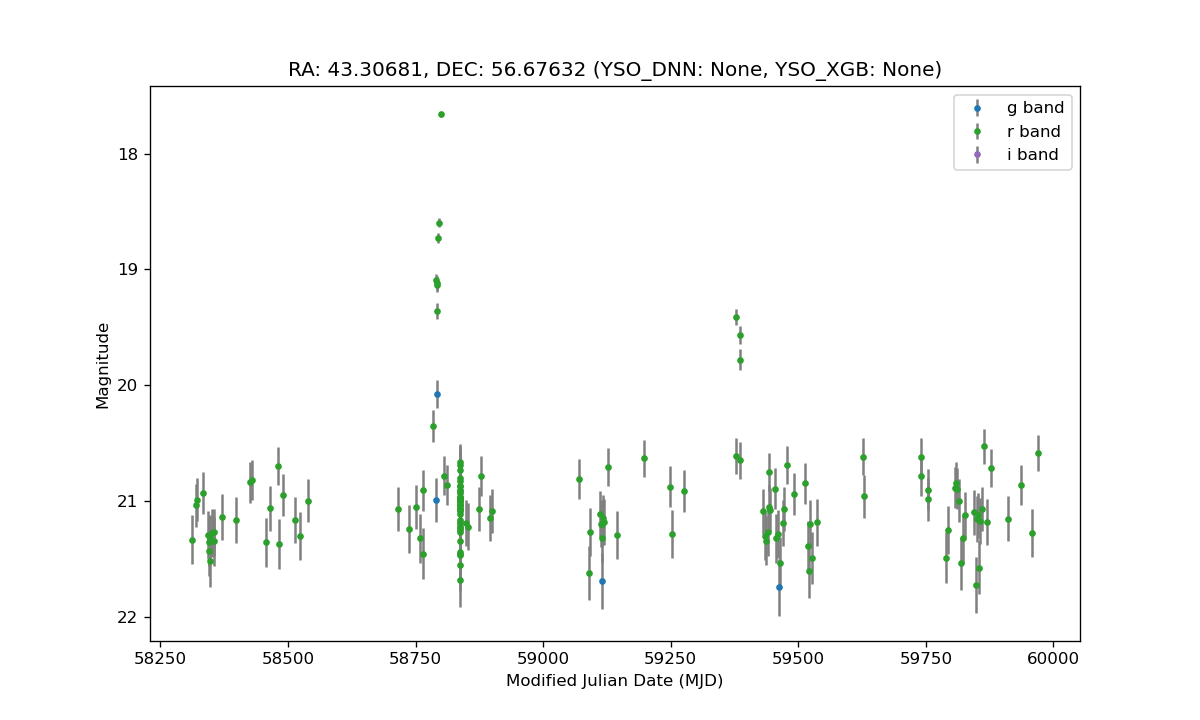 RA: 43.30681, DEC: 56.67632 (YSO_DNN: None, YSO_XGB: None)
g band
r band
i band
18
19
20
21
22
Magnitude
58250 58500 58750 59000 59250 59500 59750 60000
Modified Julian Date (MJD)